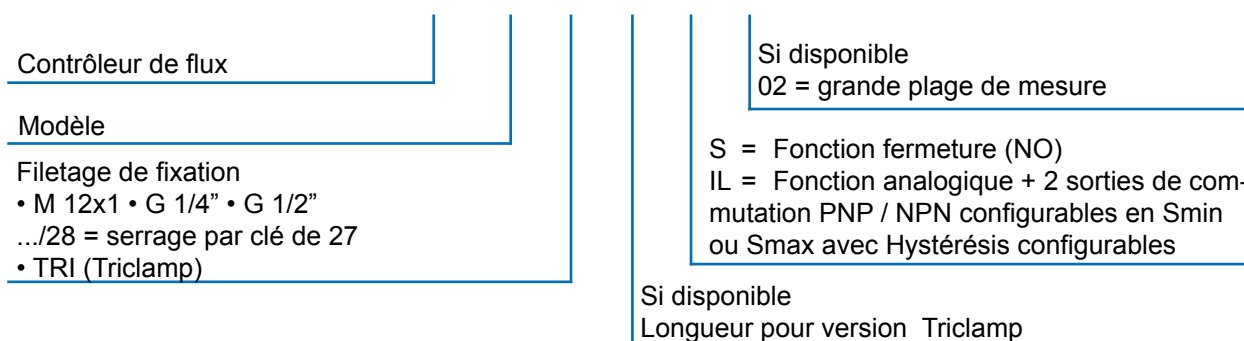 Contrôleur de flux
Modèle
Filetage de fixation
• M 12x1 • G 1/4” • G 1/2”
.../28 = serrage par clé de 27
• TRI (Triclamp)
Si disponible
02 = grande plage de mesure
S = Fonction fermeture (NO)
IL = Fonction analogique + 2 sorties de com-
mutation PNP / NPN configurables en Smin
ou Smax avec Hystérésis configurables
Si disponible
Longueur pour version Triclamp